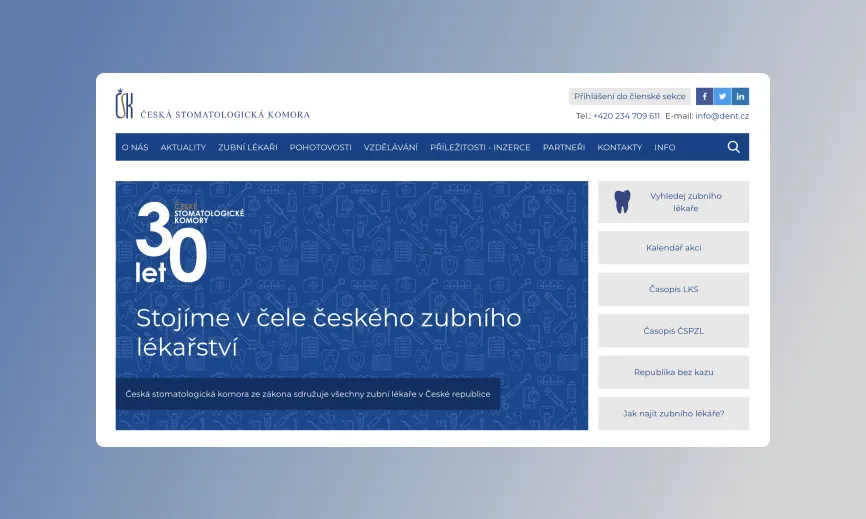 ČSK ČESKÁ STOMATOLOGICKÁ KOMORA
Přihlášení do členské sekce
Tel.: +420 234 709 611 E-mail: info@dent.cz
O NÁS AKTUALITY ZUBNÍ LÉKAŘI POHOTOVOSTI VZDĚLÁVÁNÍ PŘÍLEŽITOSTI - INZERCE PARTNEŘI KONTAKTY INFO
30 let
ČESKÉ
STOMATOLOGICKÉ
KOMORY
Stojíme v čele českého zubního
lékařství
Česká stomatologická komora ze zákona sdružuje všechny zubní lékaře v České republice
Vyhledej zubního
lékaře
Kalendář akcí
Časopis LKS
Časopis ČSPZL
Republika bez kazu
Jak najít zubního lékáře?